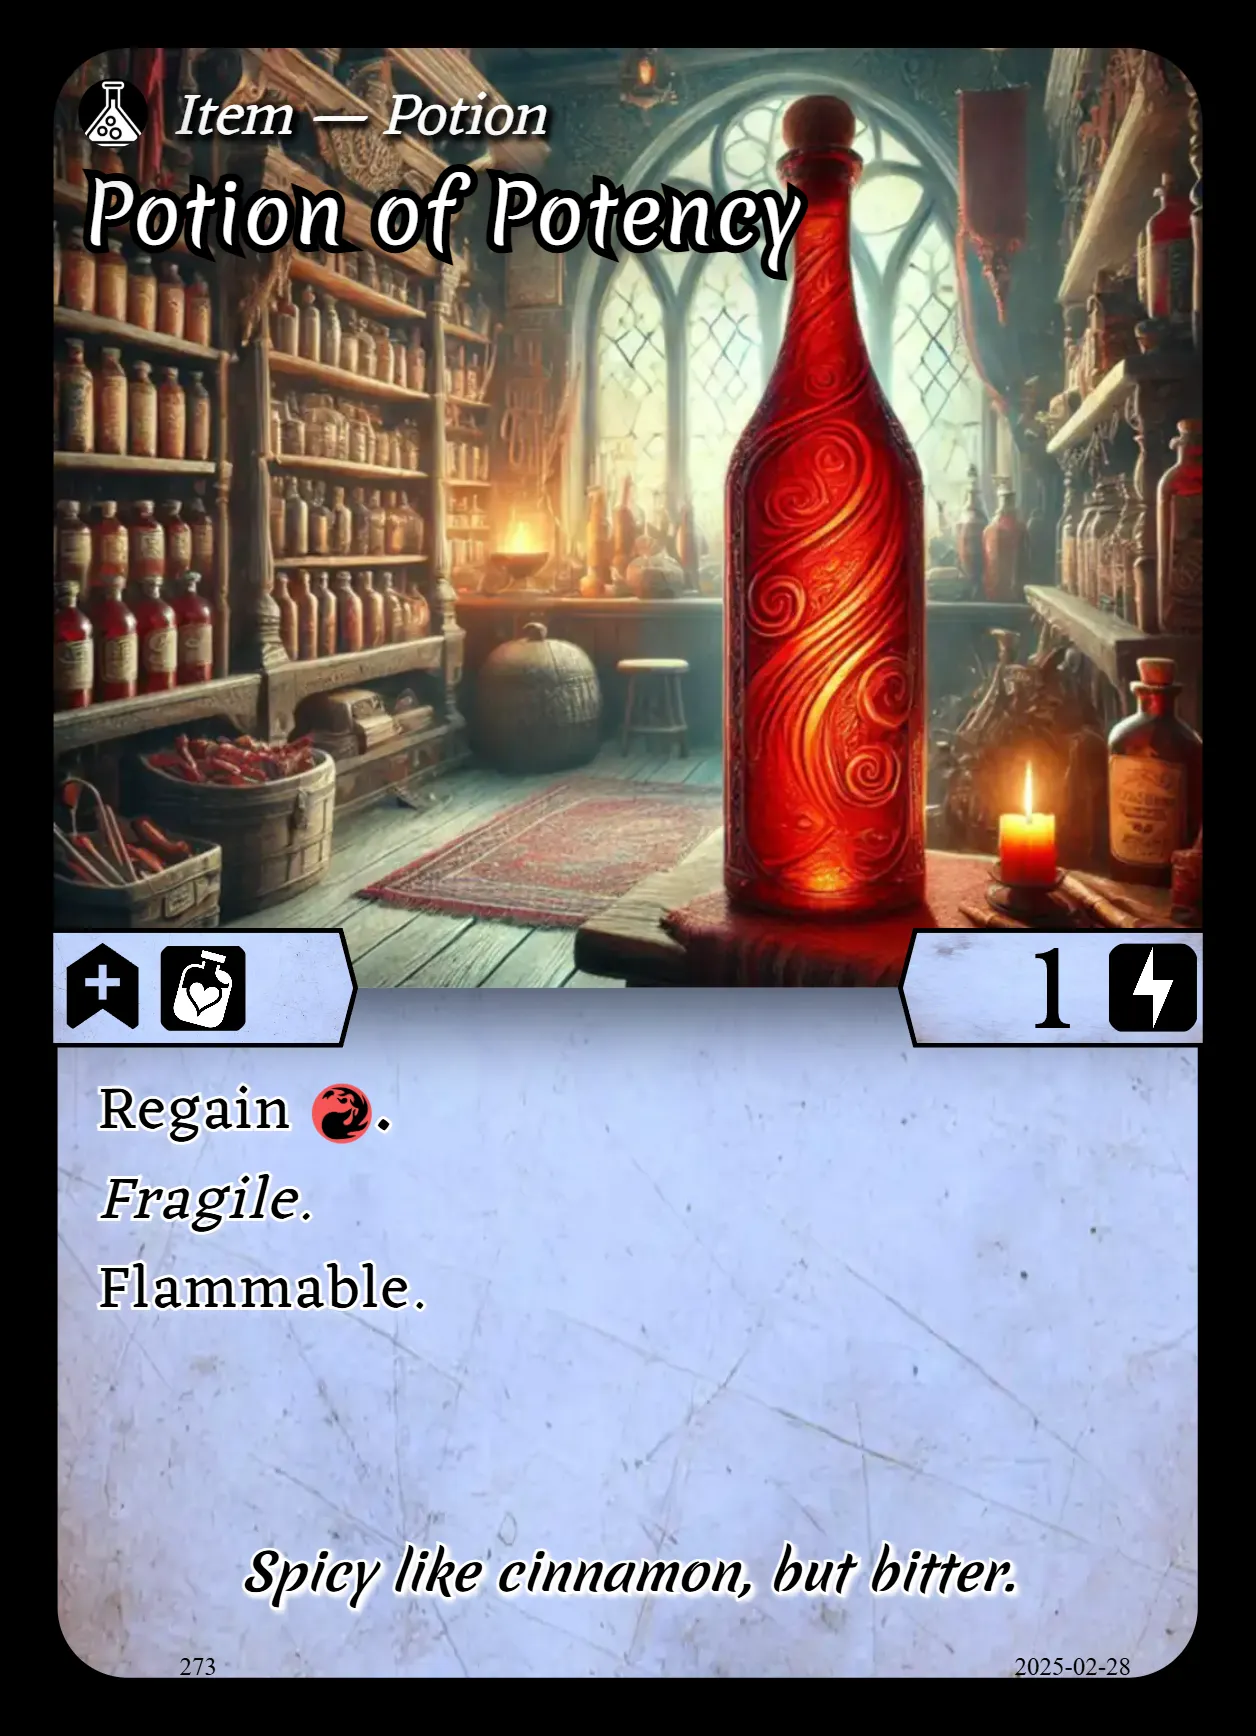 Item — Potion
Potion of Potency
1
Regain .
Fragile.
Flammable.
Spicy like cinnamon, but bitter.
273
2025-02-28